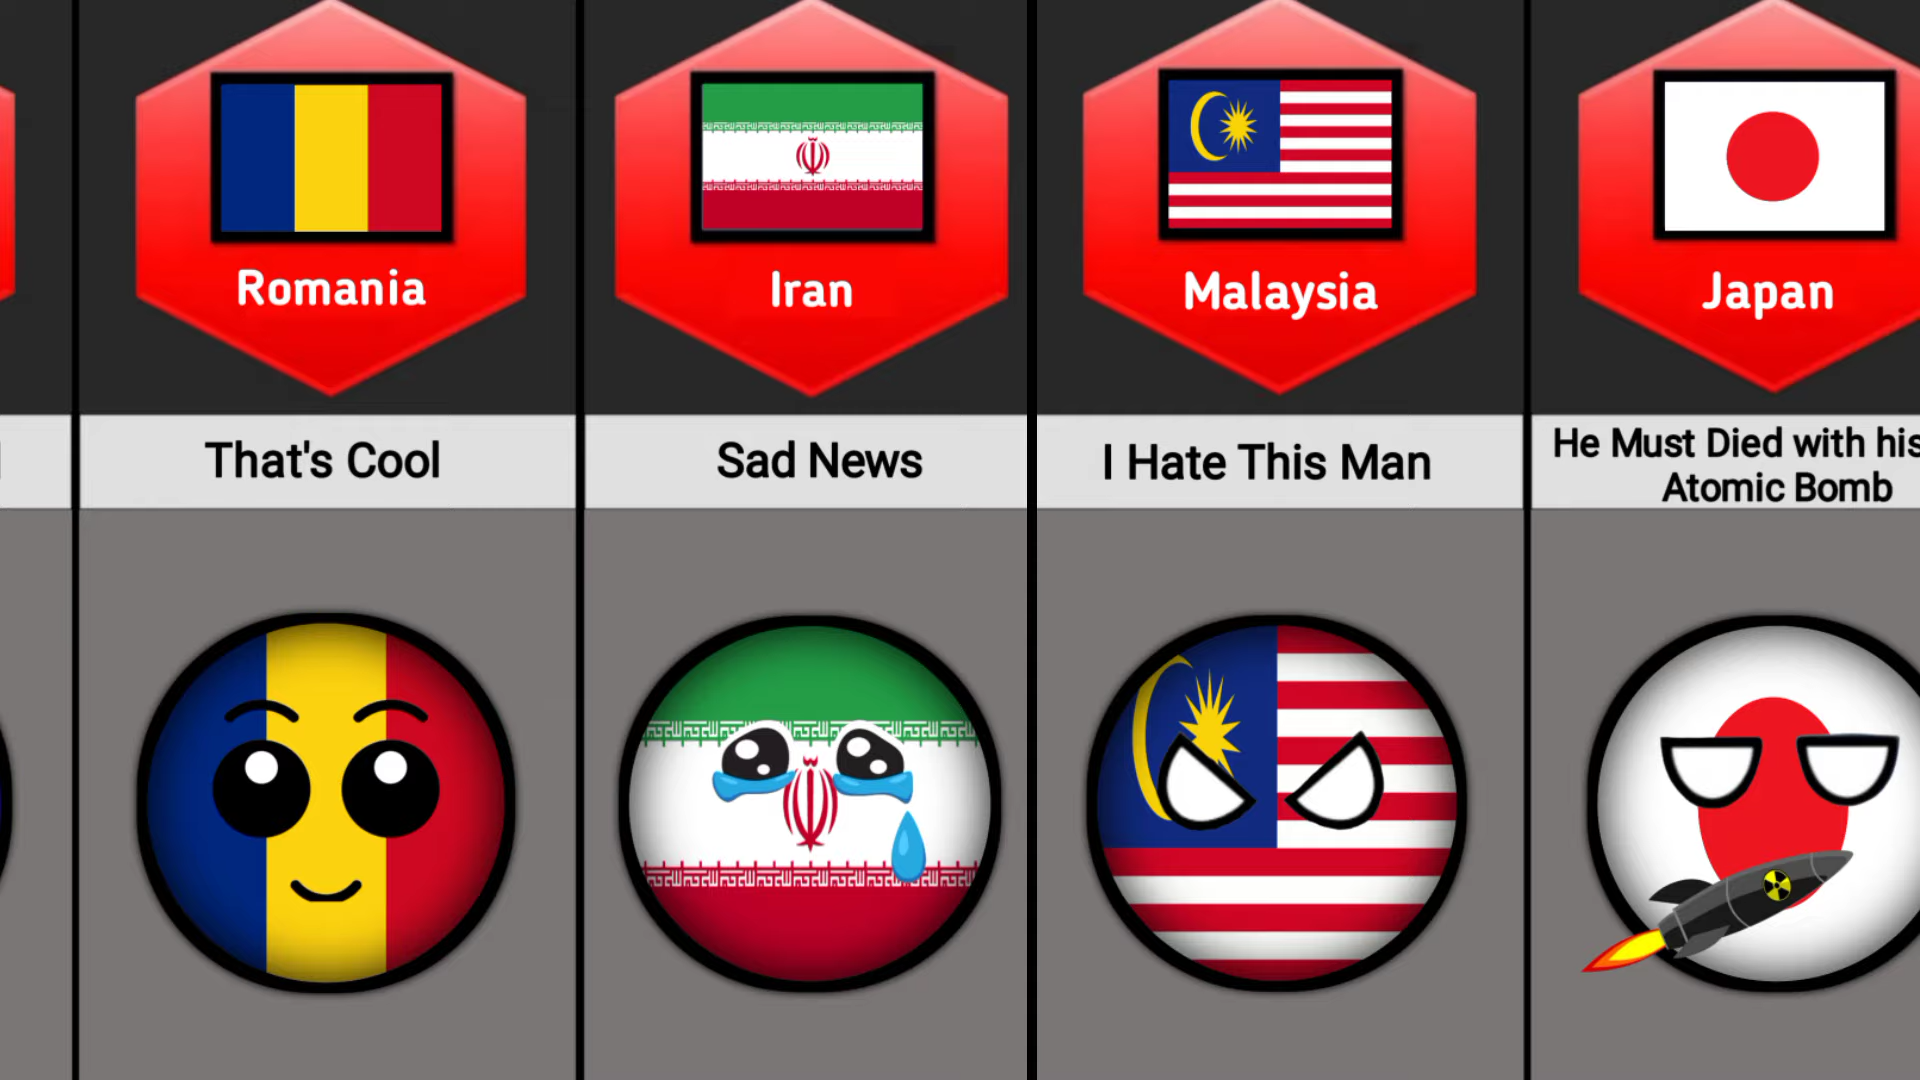 Romania
Iran
Malaysia
Japan
That's Cool
Sad News
I Hate This Man
He Must Died with his
Atomic Bomb